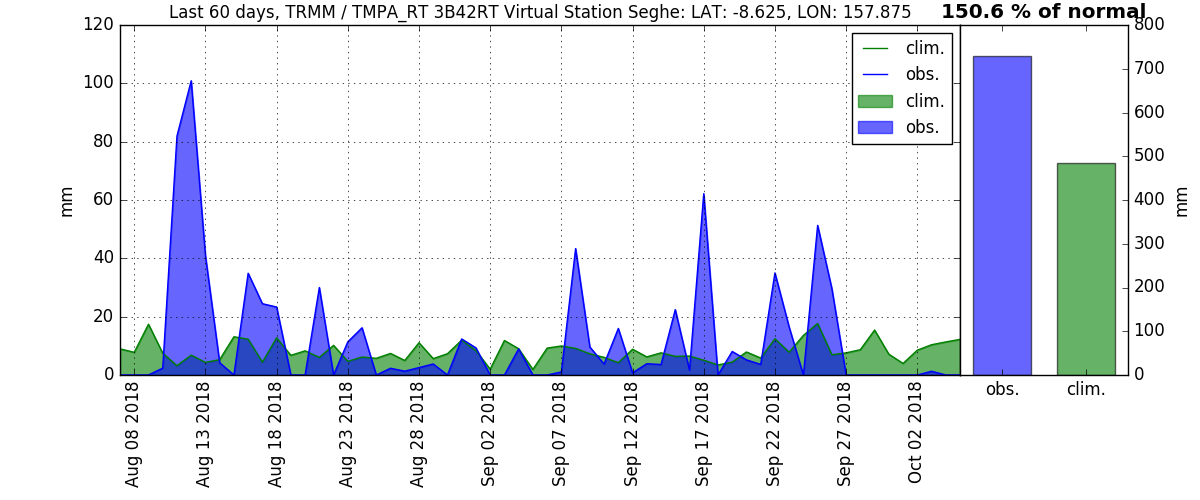 Last 60 days, TRMM / TMPA_RT 3B42RT Virtual Station Seghe: LAT: -8.625, LON: 157.875
150.6 % of normal
120
100
80
60
40
20
0
mm
clim.
obs.
clim.
obs.
800
700
600
500
400
300
200
100
0
mm
Aug 08 2018
Aug 13 2018
Aug 18 2018
Aug 23 2018
Aug 28 2018
Sep 02 2018
Sep 07 2018
Sep 12 2018
Sep 17 2018
Sep 22 2018
Sep 27 2018
Oct 02 2018
obs.
clim.